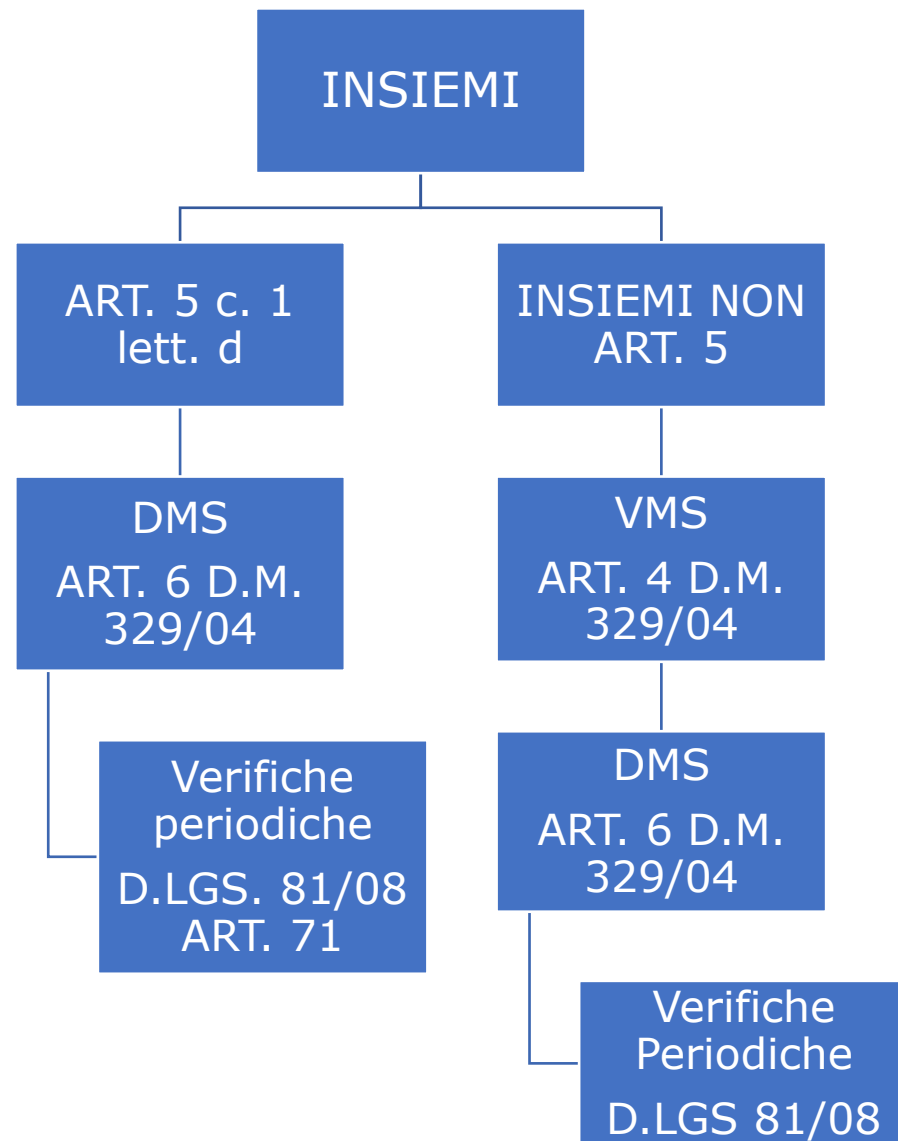 INSIEMI
ART. 5 c. 1
lett. d
INSIEMI NON
ART. 5
DMS
ART. 6 D.M.
329/04
VMS
ART. 4 D.M.
329/04
Verifiche
periodiche
D.LGS. 81/08
ART. 71
DMS
ART. 6 D.M.
329/04
Verifiche
Periodiche
D.LGS 81/08